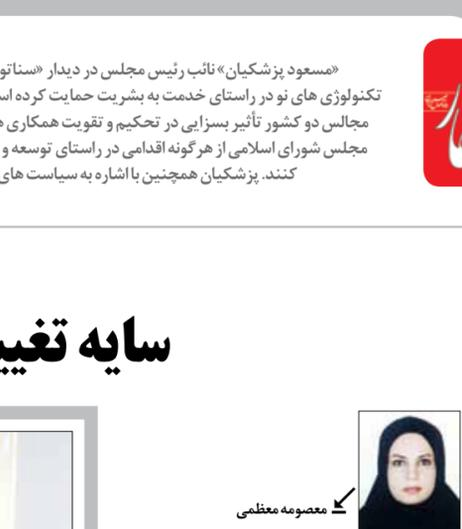 «مسعود پزشکیان» نائب رئیس مجلس در دیدار «سناتو
تکنولوژی های نو در راستای خدمت به بشریت حمایت کرده اس
مجالس دو کشور تأثیر بسزایی در تحکیم و تقویت همکاری ه
مجلس شورای اسلامی از هرگونه اقدامی در راستای توسعه و
کنند. پزشکیان همچنین با اشاره به سیاست های
سایه تغیی
معصومه معظمی